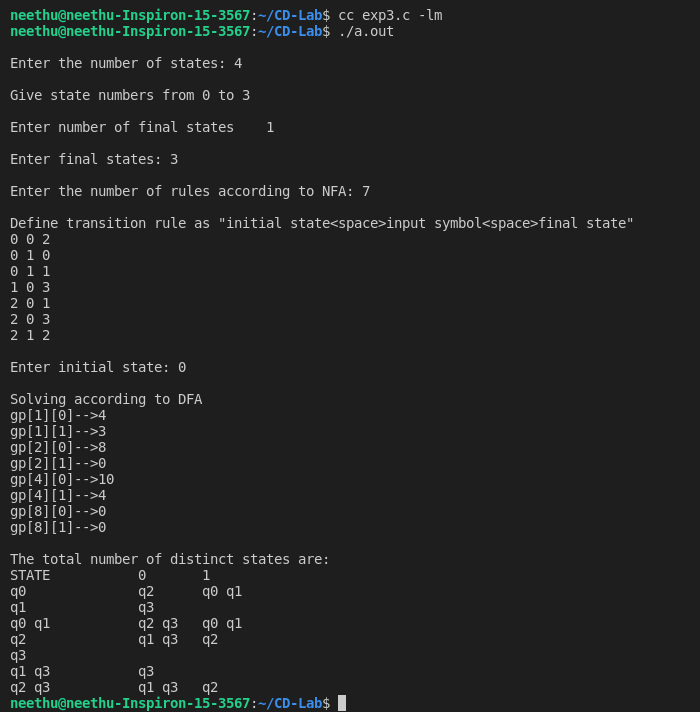 neethu@neethu-Inspiron-15-3567:~/CD-Lab$ cc exp3.c -lm
neethu@neethu-Inspiron-15-3567:~/CD-Lab$ ./a.out
Enter the number of states: 4
Give state numbers from 0 to 3
Enter number of final states    1
Enter final states: 3
Enter the number of rules according to NFA: 7
Define transition rule as "initial state<space>input symbol<space>final state"
0 0 2
0 1 0
0 1 1
1 0 3
2 0 1
2 0 3
2 1 2
Enter initial state: 0
Solving according to DFA
gp[1][0]-->4
gp[1][1]-->3
gp[2][0]-->8
gp[2][1]-->0
gp[4][0]-->10
gp[4][1]-->4
gp[8][0]-->0
gp[8][1]-->0
The total number of distinct states are:
STATE           0       1
q0              q2      q0 q1
q1              q3
q0 q1           q2 q3   q0 q1
q2              q1 q3   q2
q3
q1 q3           q3
q2 q3           q1 q3   q2
neethu@neethu-Inspiron-15-3567:~/CD-Lab$